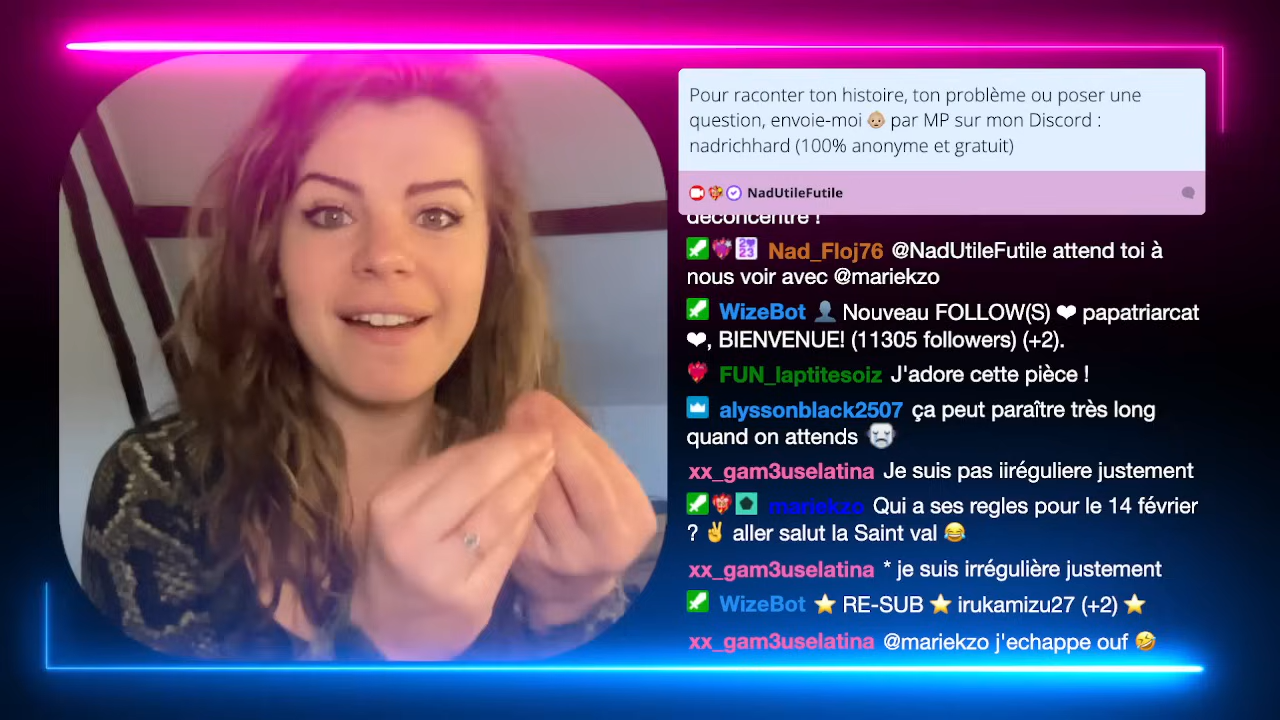 Pour raconter ton histoire, ton problème ou poser une
question, envoie-moi 👶🏼 par MP sur mon Discord :
nadrichhard (100% anonyme et gratuit)
NadUtileFutile
déconcentre !
Nad_Floj76 @NadUtileFutile attend toi à
nous voir avec @mariekzo
WizeBot 👤 Nouveau FOLLOW(S) ❤ papatriarcat
❤, BIENVENUE! (11305 followers) (+2).
FUN_laptitesoiz J'adore cette pièce !
alyssonblack2507 ça peut paraître très long
quand on attends
xx_gam3uselatina Je suis pas iiréguliere justement
mariekzo Qui a ses regles pour le 14 février
? ✌ aller salut la Saint val 😂
xx_gam3uselatina * je suis irrégulière justement
WizeBot ⭐ RE-SUB ⭐ irukamizu27 (+2) ⭐
xx_gam3uselatina @mariekzo j'echappe ouf 🤣